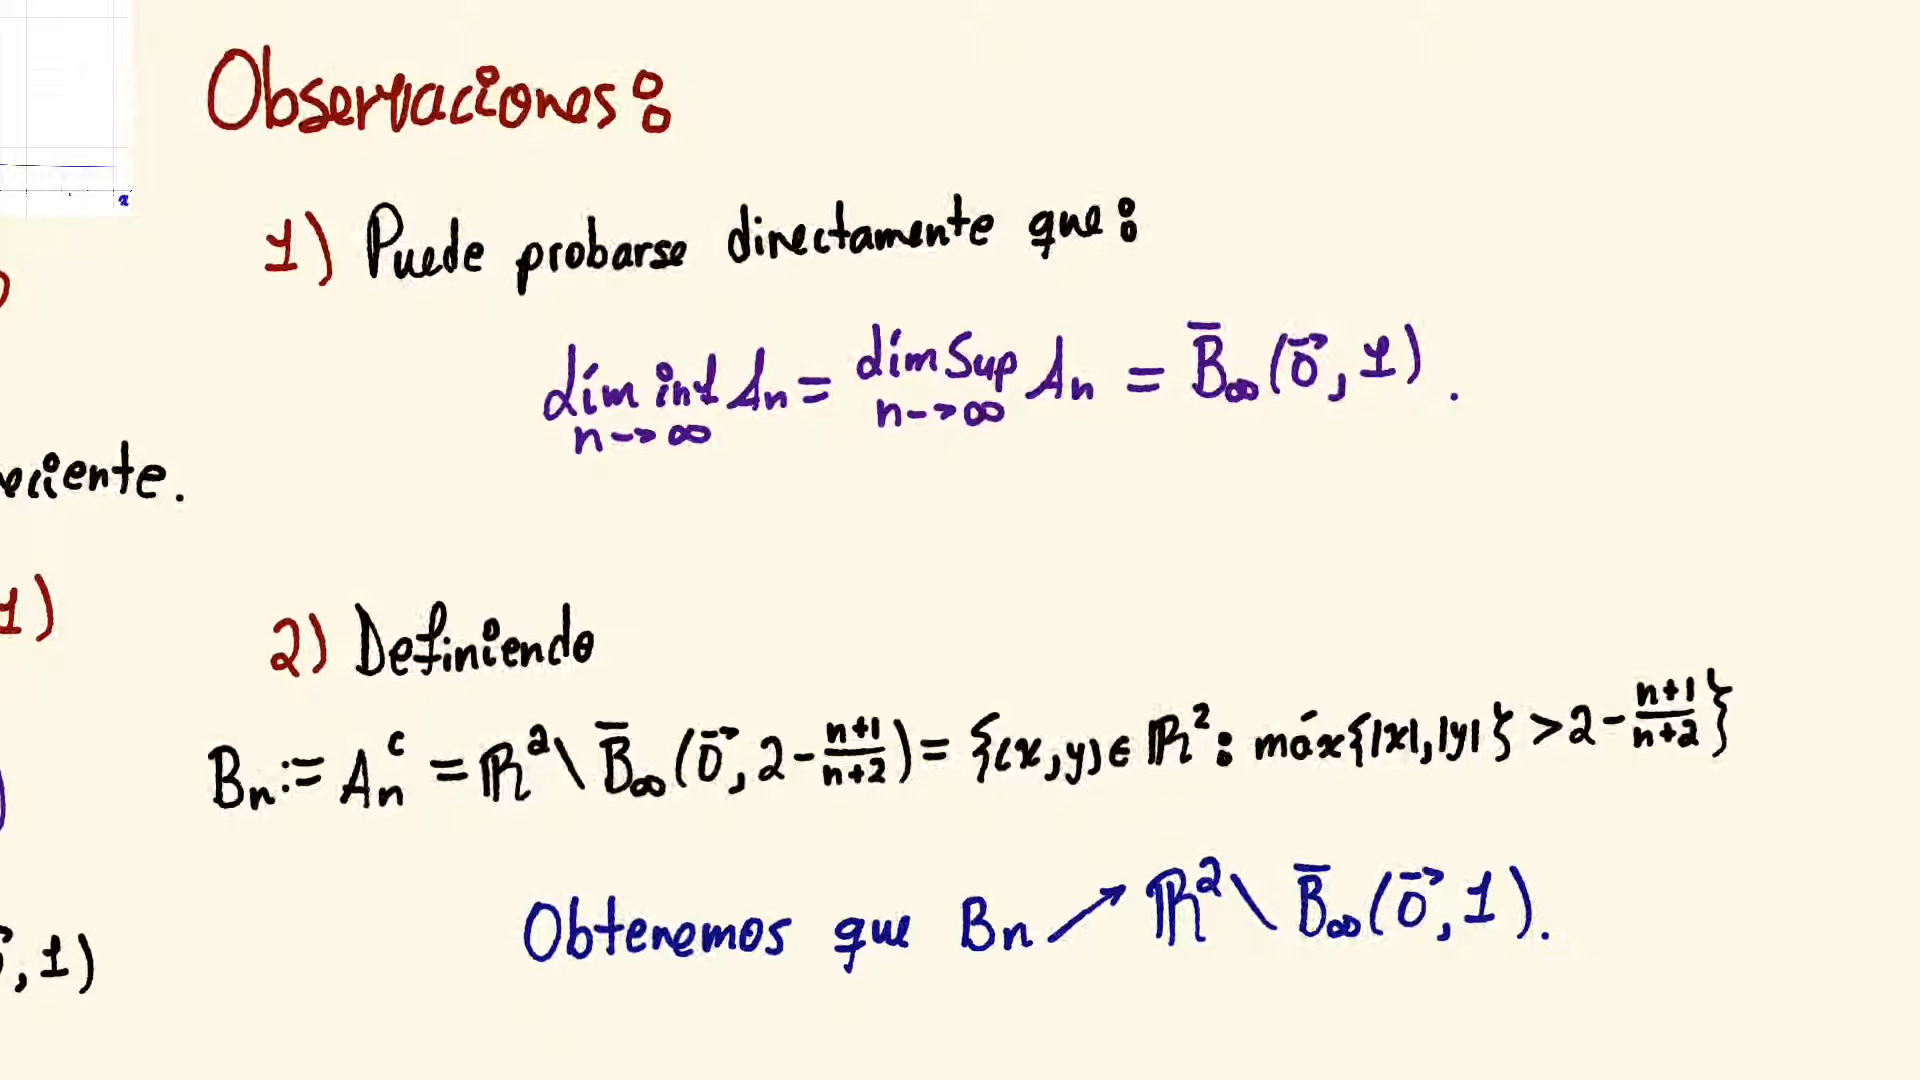 Observaciones:
x
1) Puede probarse directamente que:
lím inf Aₙ = lím sup Aₙ = B̅∞(0⃗, 1).
n→∞ n→∞
eciente.
1)
2) Definiendo
Bₙ := Aₙᶜ = ℝ² \ B̅∞(0⃗, 2 - (n+1)/(n+2)) = {(x,y) ∈ ℝ² : máx{|x|,|y|} > 2 - (n+1)/(n+2)}
)
Obtenemos que Bₙ ↗ ℝ² \ B̅∞(0⃗, 1).
, 1)